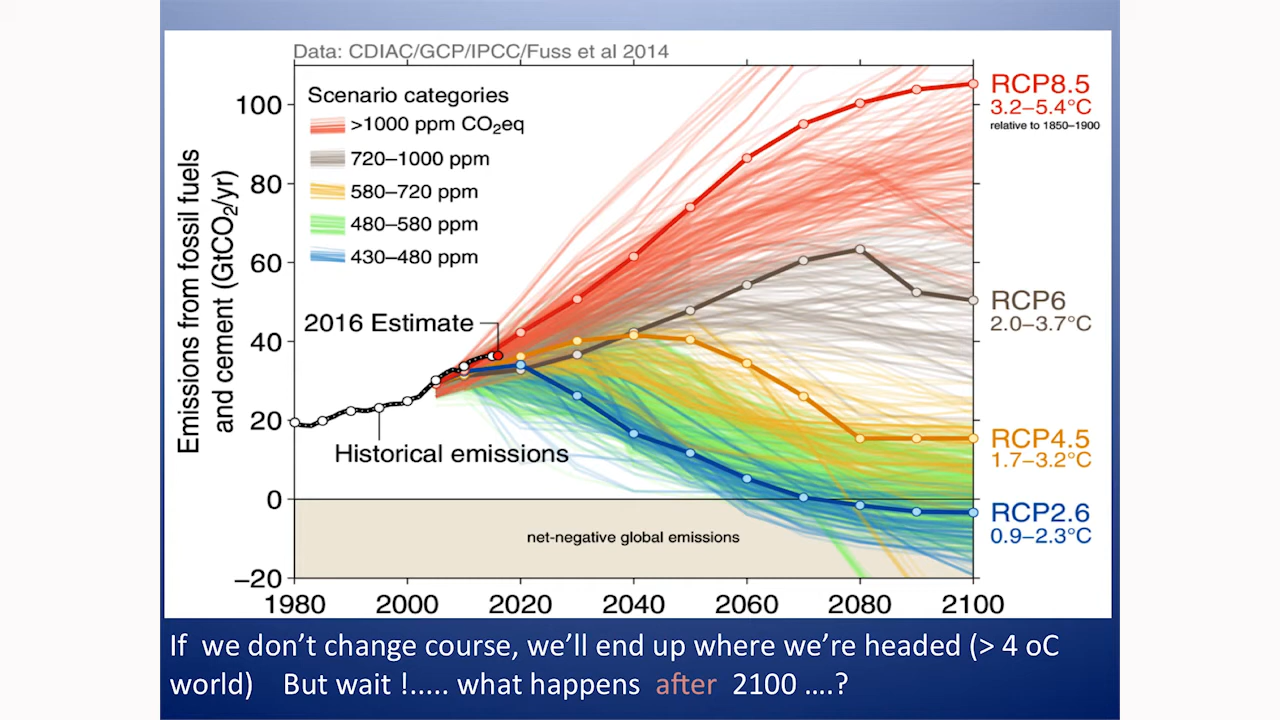 Data: CDIAC/GCP/IPCC/Fuss et al 2014
Scenario categories
>1000 ppm CO₂eq
720–1000 ppm
580–720 ppm
480–580 ppm
430–480 ppm
Emissions from fossil fuels
and cement (GtCO₂/yr)
100
80
60
40
20
0
−20
2016 Estimate
Historical emissions
net-negative global emissions
1980 2000 2020 2040 2060 2080 2100
RCP8.5
3.2–5.4°C
relative to 1850–1900
RCP6
2.0–3.7°C
RCP4.5
1.7–3.2°C
RCP2.6
0.9–2.3°C
If we don’t change course, we’ll end up where we’re headed (> 4 oC
world) But wait !..... what happens after 2100 ….?